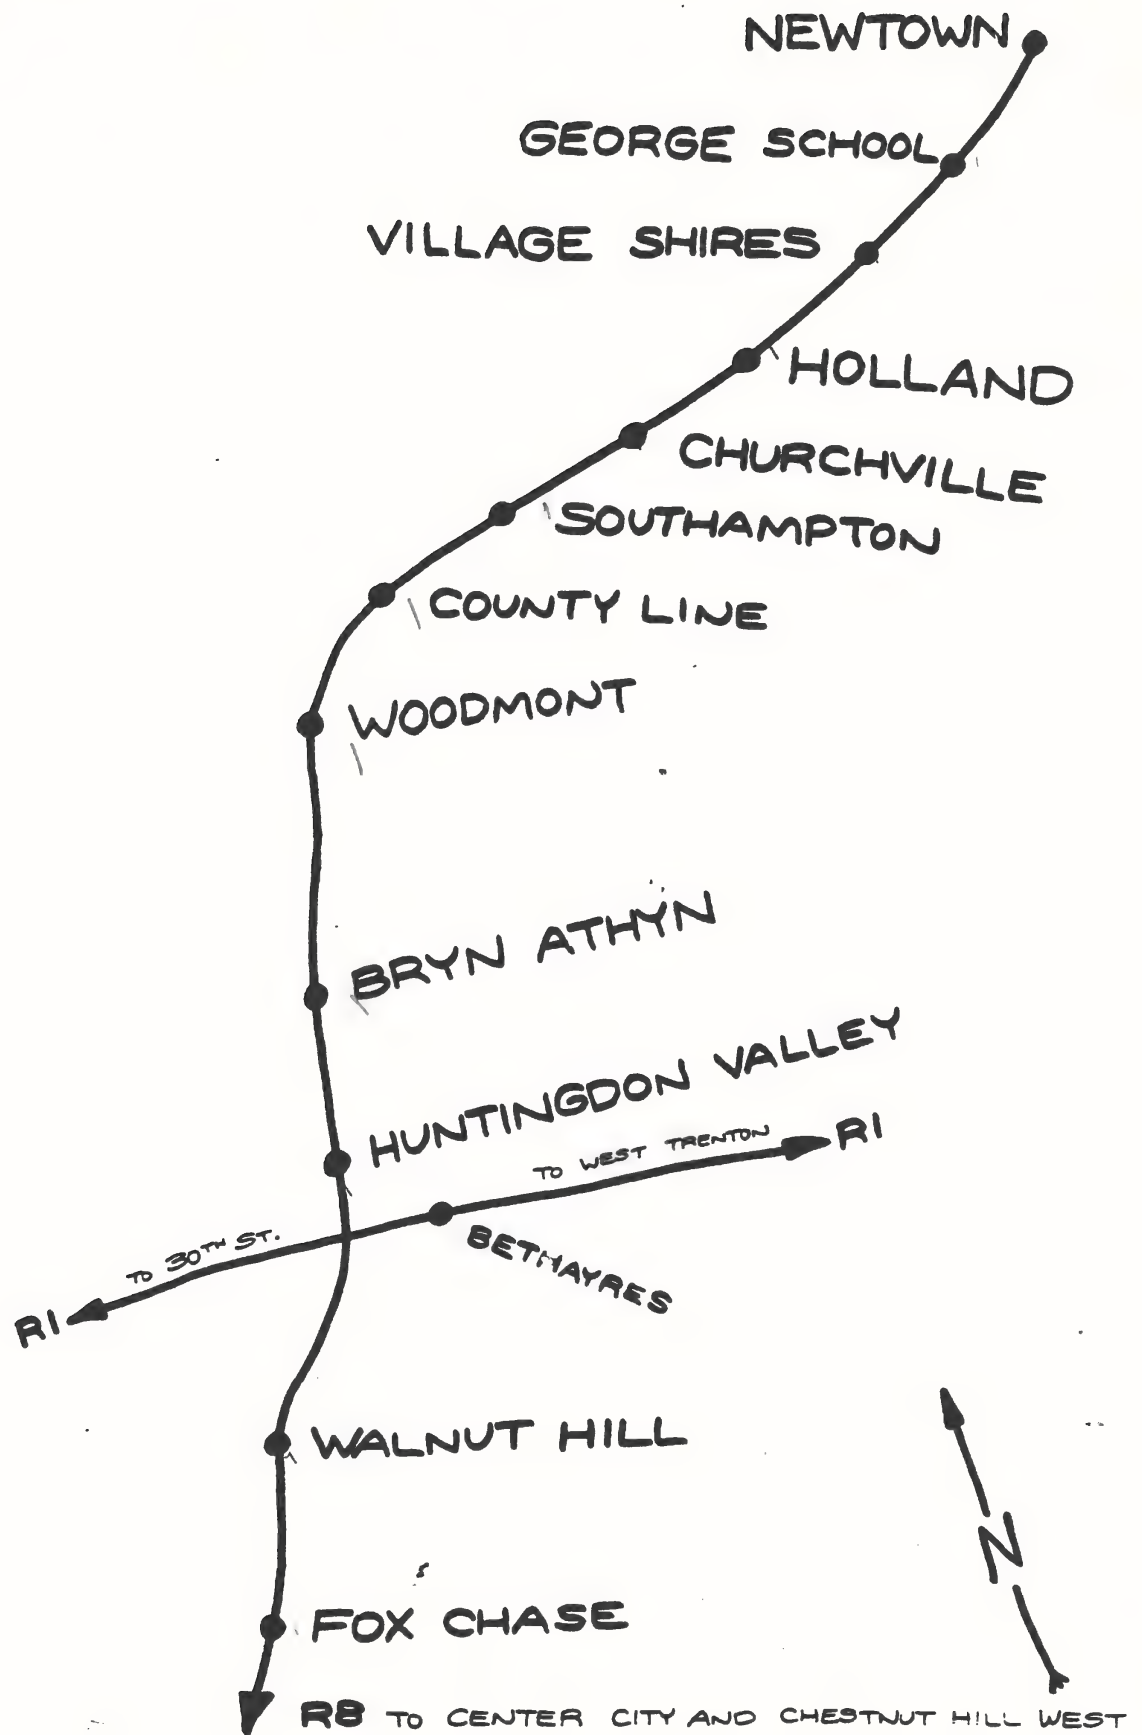 NEWTOWN
GEORGE SCHOOL
VILLAGE SHIRES
HOLLAND
CHURCHVILLE
SOUTHAMPTON
COUNTY LINE
WOODMONT
BRYN ATHYN
HUNTINGDON VALLEY
TO WEST TRENTON
R1
BETHAYRES
TO 30TH ST.
R1
WALNUT HILL
N
FOX CHASE
R8 TO CENTER CITY AND CHESTNUT HILL WEST